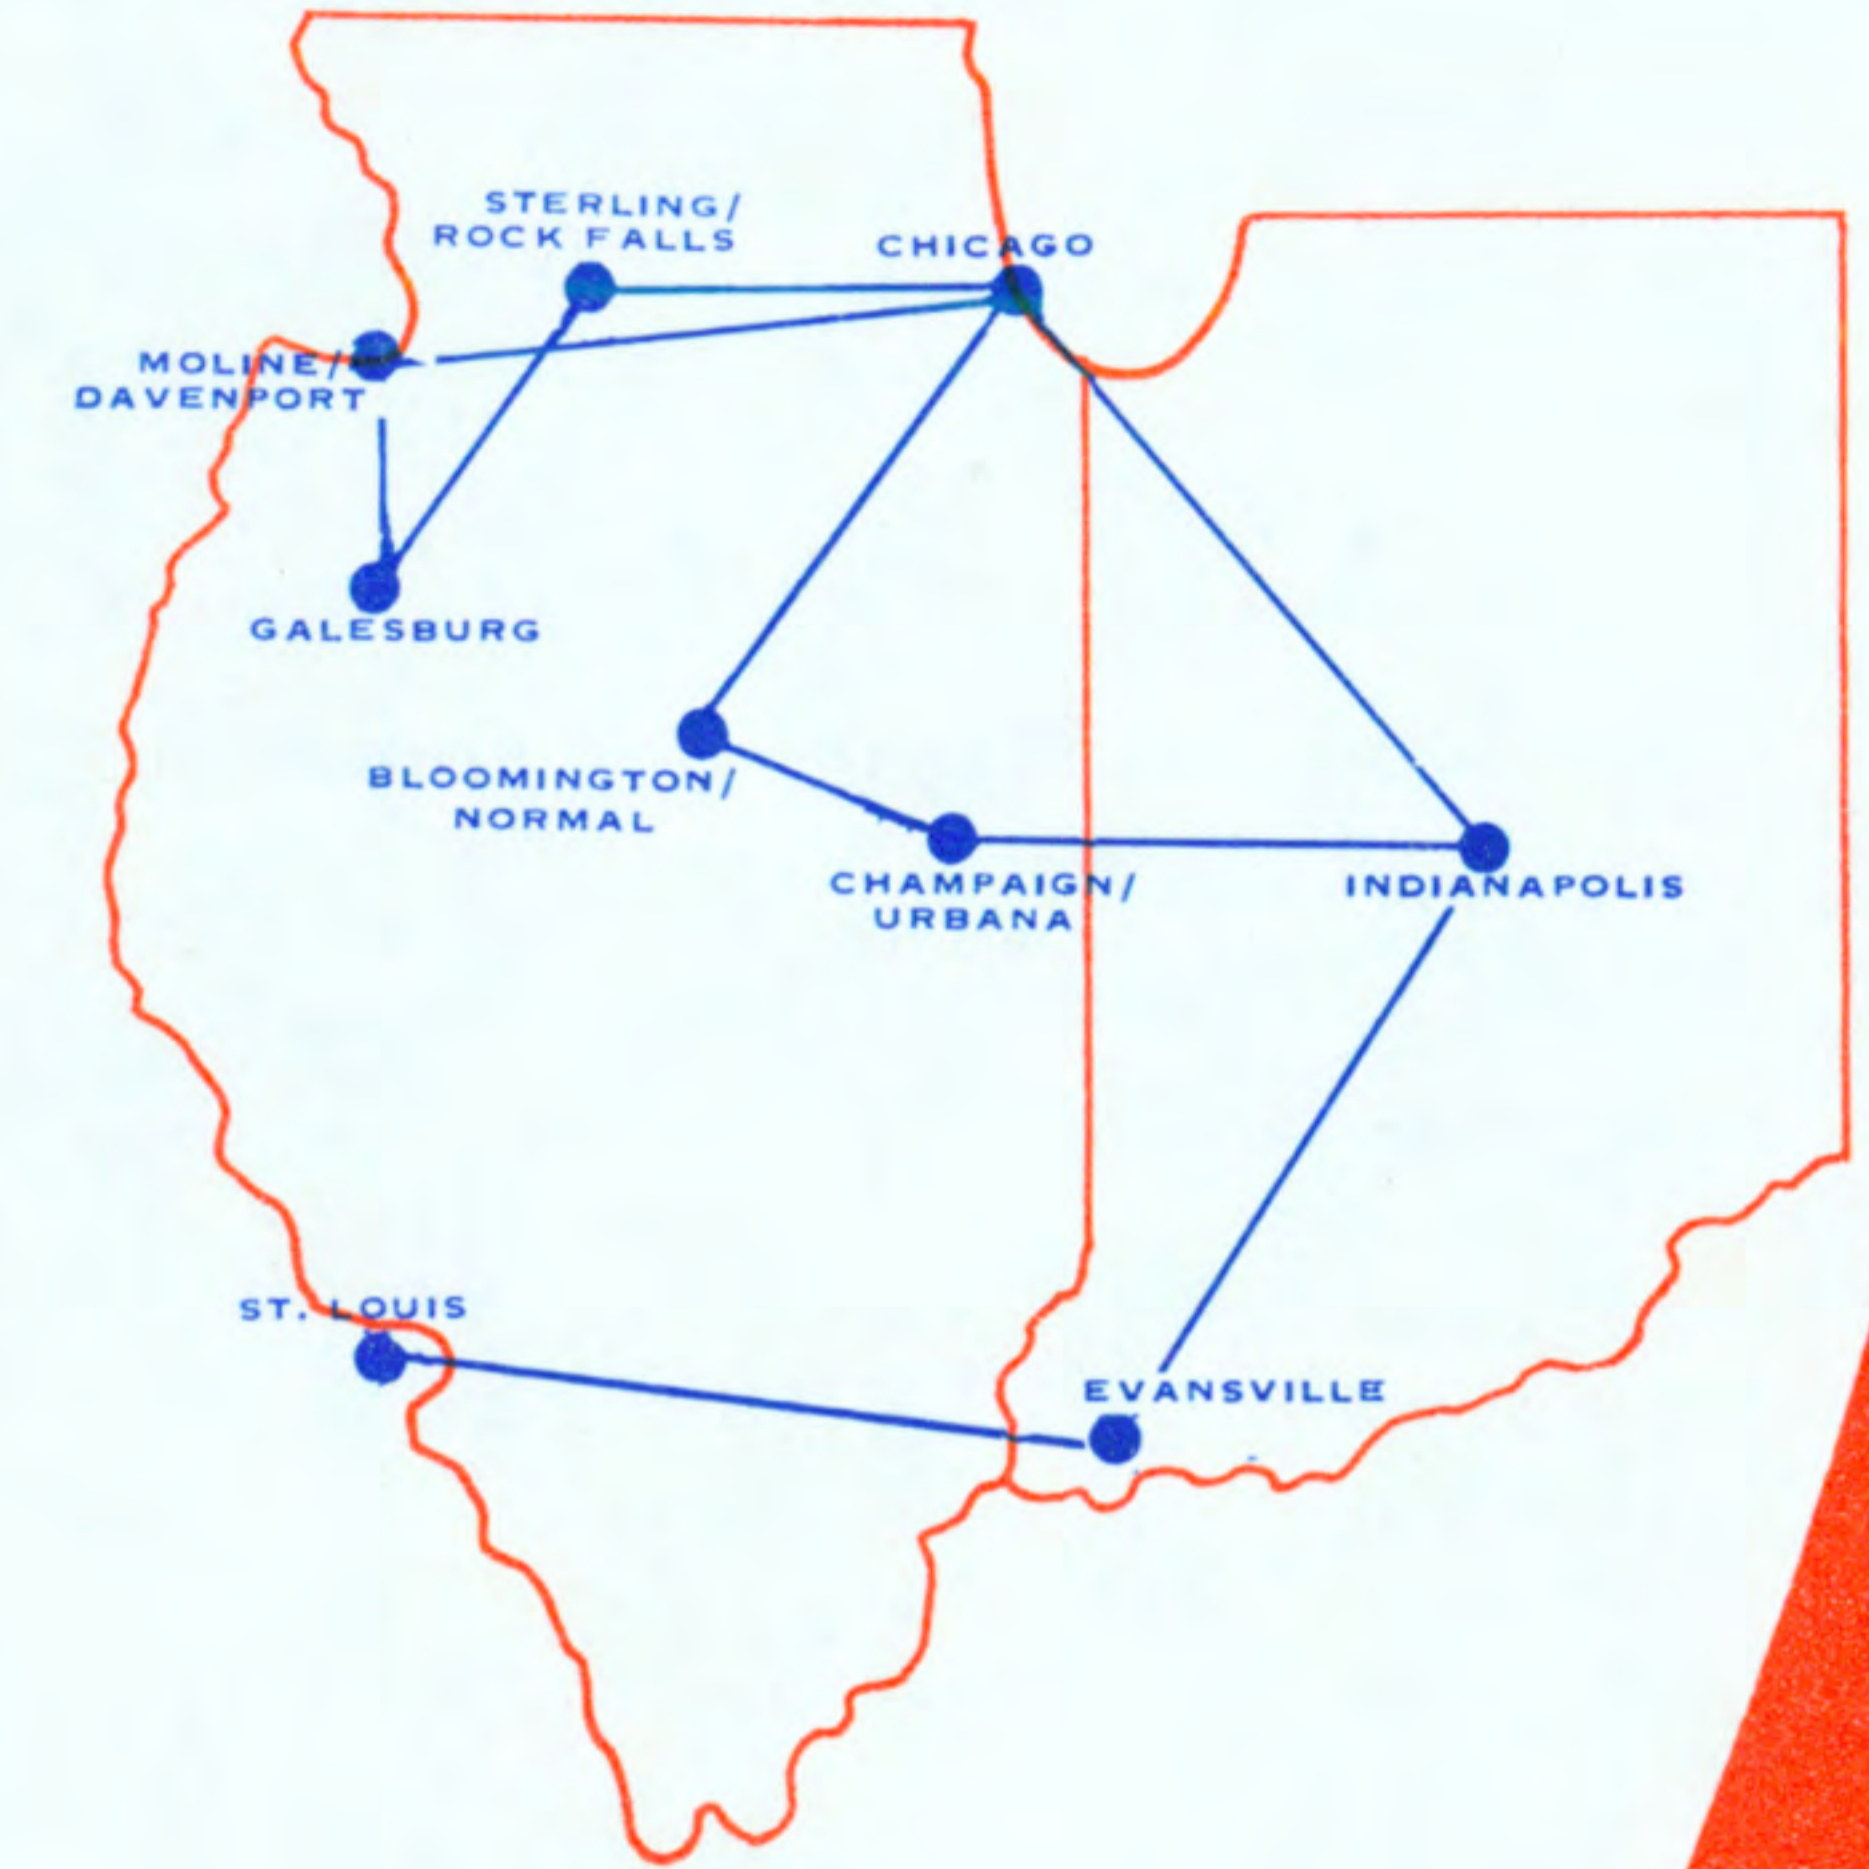 STERLING/
ROCK FALLS
CHICAGO
MOLINE/
DAVENPORT
GALESBURG
BLOOMINGTON/
NORMAL
CHAMPAIGN/
URBANA
INDIANAPOLIS
ST. LOUIS
EVANSVILLE